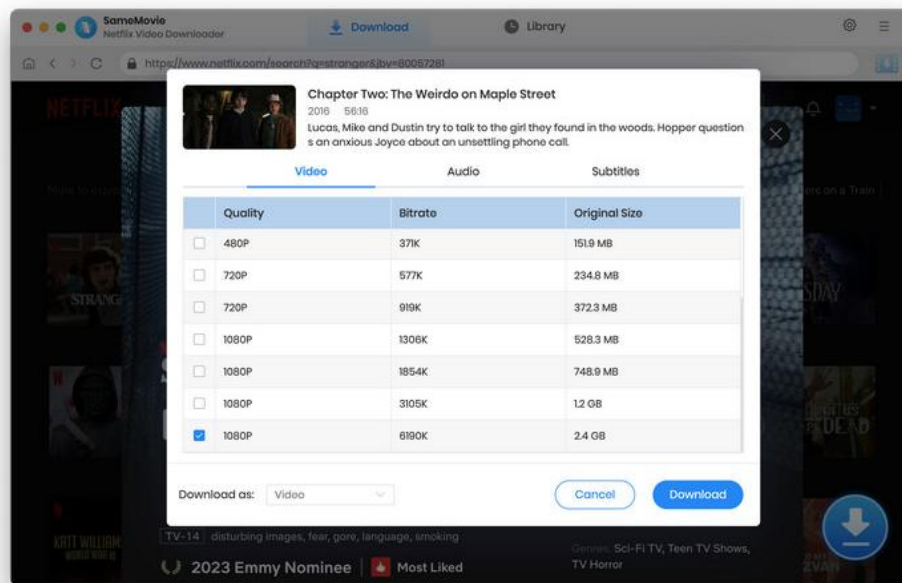 SameMovie
Netflix Video Downloader
Download
Library
https://www.netflix.com/search?q=stranger&jbv=80057281
NETFLIX
Chapter Two: The Weirdo on Maple Street
2016 56:16
Lucas, Mike and Dustin try to talk to the girl they found in the woods. Hopper question
s an anxious Joyce about an unsettling phone call.
Video Audio Subtitles
Quality Bitrate Original Size
480P 371K 151.9 MB
720P 577K 234.8 MB
720P 919K 372.3 MB
1080P 1306K 528.3 MB
1080P 1854K 748.9 MB
1080P 3105K 1.2 GB
1080P 6190K 2.4 GB
Download as: Video
Cancel
Download
TV-14 disturbing images, fear, gore, language, smoking
2023 Emmy Nominee Most Liked
Genres: Sci-Fi TV, Teen TV Shows,
TV Horror
KATT WILLIAMS
WORLD WAR III